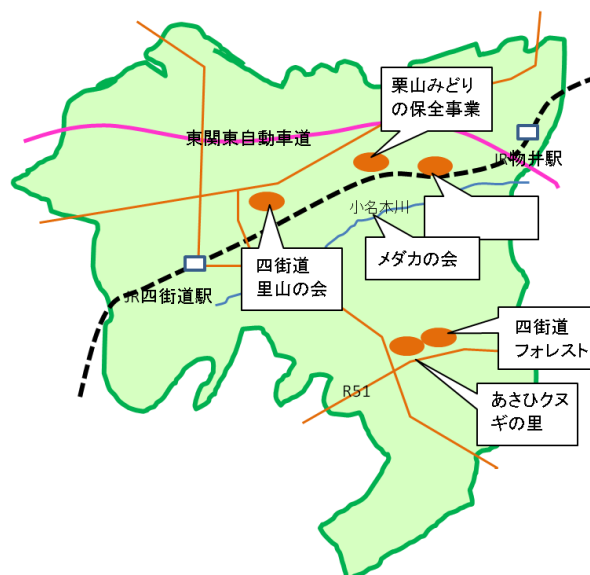 栗山みどり
の保全事業
東関東自動車道
JR物井駅
小名木川
四街道
里山の会
メダカの会
JR四街道駅
四街道
フォレスト
R51
あさひクヌ
ギの里